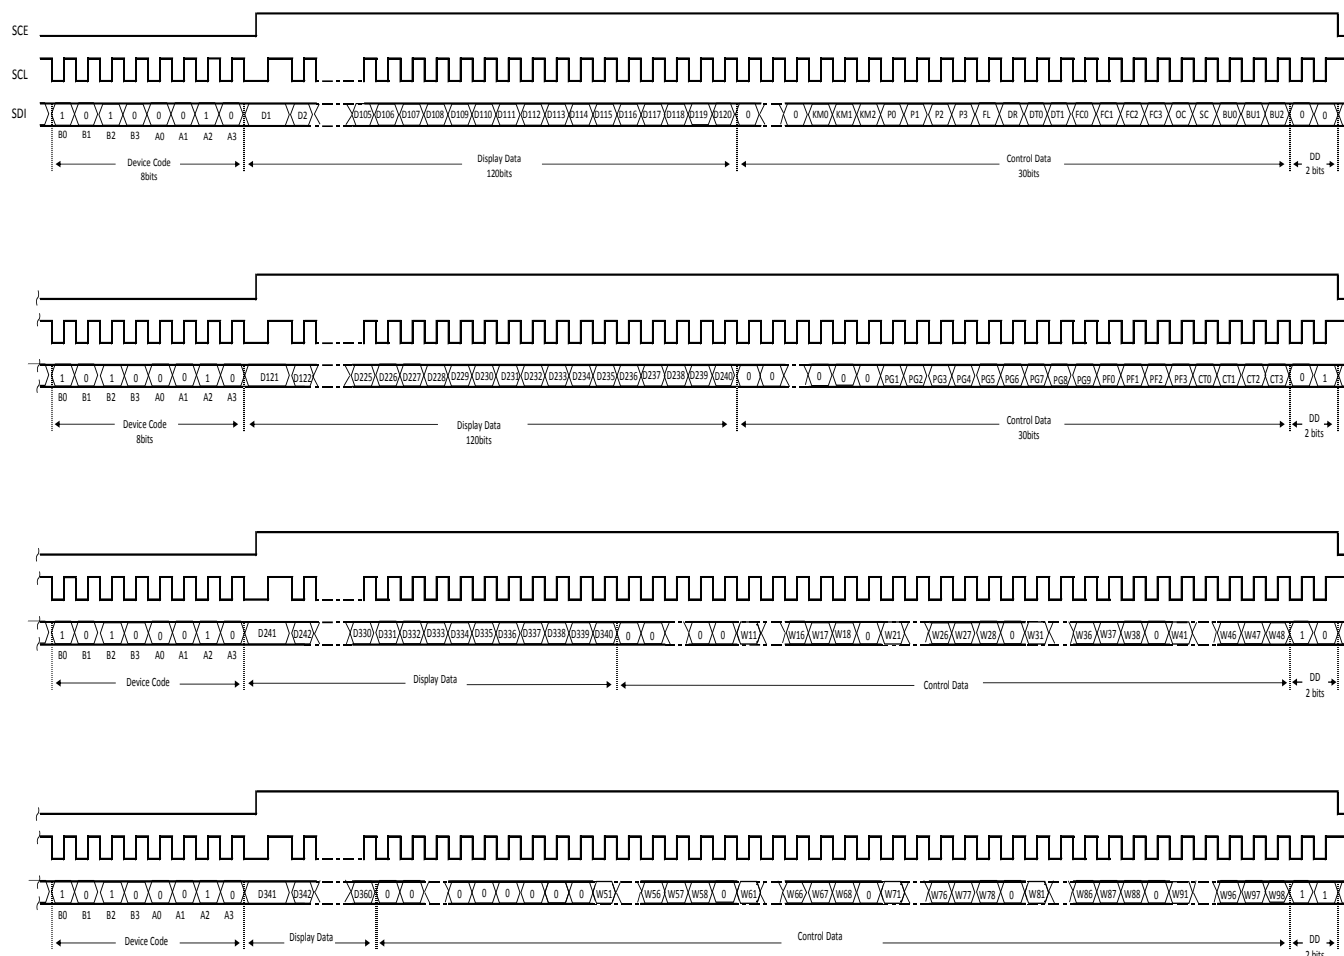 SCE
SCL
SDI 1 0 1 0 0 0 1 0 D1 D2 D105 D106 D107 D108 D109 D110 D111 D112 D113 D114 D115 D116 D117 D118 D119 D120 0 0 KM0 KM1 KM2 P0 P1 P2 P3 FL DR DT0 DT1 FC0 FC1 FC2 FC3 OC SC BU0 BU1 BU2 0 0
B0 B1 B2 B3 A0 A1 A2 A3
Device Code Display Data Control Data DD
8bits 120bits 30bits 2 bits
1 0 1 0 0 0 1 0 D121 D122 D225 D226 D227 D228 D229 D230 D231 D232 D233 D234 D235 D236 D237 D238 D239 D240 0 0 0 0 0 PG1 PG2 PG3 PG4 PG5 PG6 PG7 PG8 PG9 PF0 PF1 PF2 PF3 CT0 CT1 CT2 CT3 0 1
B0 B1 B2 B3 A0 A1 A2 A3
Device Code Display Data Control Data DD
8bits 120bits 30bits 2 bits
1 0 1 0 0 0 1 0 D241 D242 D330 D331 D332 D333 D334 D335 D336 D337 D338 D339 D340 0 0 0 0 W11 W16 W17 W18 0 W21 W26 W27 W28 0 W31 W36 W37 W38 0 W41 W46 W47 W48 1 0
B0 B1 B2 B3 A0 A1 A2 A3
Device Code Display Data Control Data DD
2 bits
1 0 1 0 0 0 1 0 D341 D342 D360 0 0 0 0 0 0 0 0 W51 W56 W57 W58 0 W61 W66 W67 W68 0 W71 W76 W77 W78 0 W81 W86 W87 W88 0 W91 W96 W97 W98 1 1
B0 B1 B2 B3 A0 A1 A2 A3
Device Code Display Data Control Data DD
2 bits